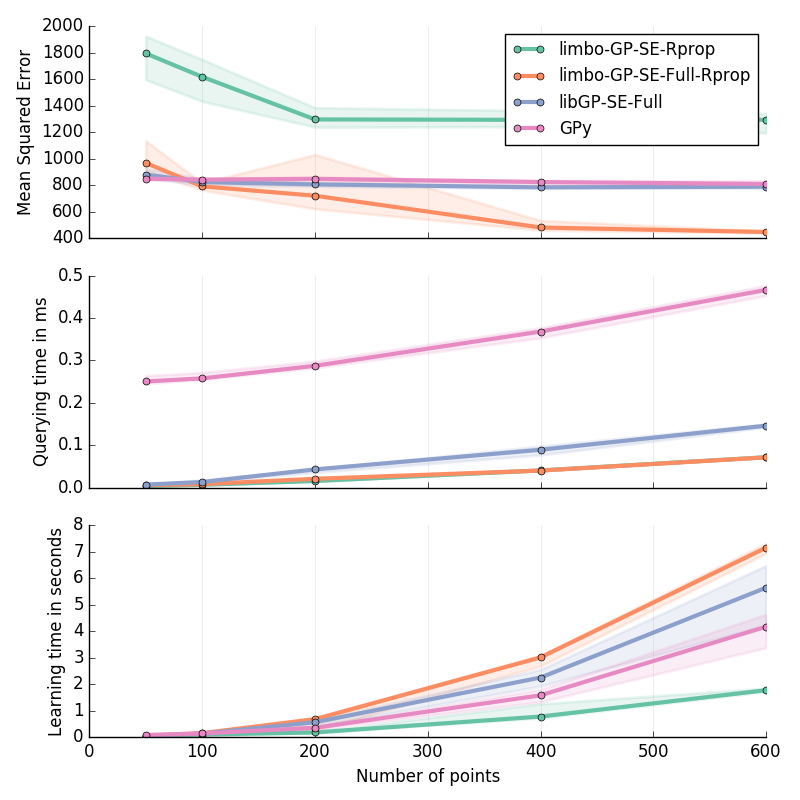 Mean Squared Error
2000
1800
1600
1400
1200
1000
800
600
400
limbo-GP-SE-Rprop
limbo-GP-SE-Full-Rprop
libGP-SE-Full
GPy
Querying time in ms
0.5
0.4
0.3
0.2
0.1
0.0
Learning time in seconds
8
7
6
5
4
3
2
1
0
0 100 200 300 400 500 600
Number of points